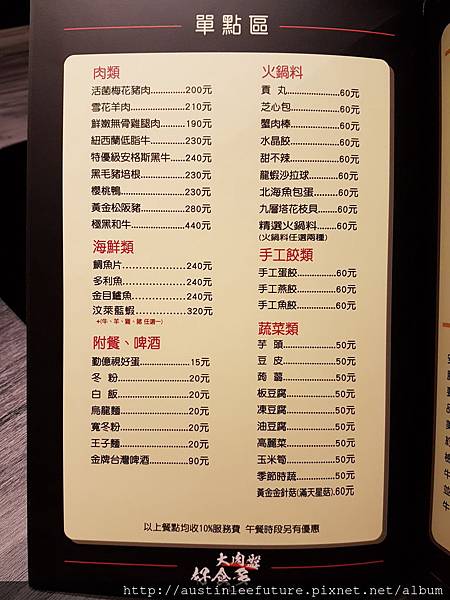 單點區
肉類
活菌梅花豬肉..............200元
雪花羊肉......................210元
鮮嫩無骨雞腿肉..........190元
紐西蘭低脂牛..............230元
特優級安格斯黑牛......240元
黑毛豬培根..................230元
櫻桃鴨..........................230元
黃金松阪豬..................280元
極黑和牛......................440元
海鮮類
鯛魚片....................240元
多利魚....................240元
金目鱸魚................240元
汶萊藍蝦................320元
+(牛、羊、雞、豬 任選一)
附餐、啤酒
勤億視好蛋..................15元
冬 粉..........................20元
白 飯..........................20元
烏龍麵..........................20元
寬冬粉..........................20元
王子麵..........................20元
金牌台灣啤酒..............90元
火鍋料
貢 丸......................60元
芝心包......................60元
蟹肉棒......................60元
水晶餃......................60元
甜不辣......................60元
龍蝦沙拉球..............60元
北海魚包蛋..............60元
九層塔花枝貝..........60元
精選火鍋料..............60元
(火鍋料任選兩種)
手工餃類
手工蛋餃..................60元
手工燕餃..................60元
手工魚餃..................60元
蔬菜類
芋 頭......................50元
豆 皮......................50元
蒟 蒻......................50元
板豆腐......................50元
凍豆腐......................50元
油豆腐......................50元
高麗菜......................50元
玉米筍......................50元
季節時蔬..................50元
黃金金針菇(滿天星菇).60元
以上餐點均收10%服務費 午餐時段另有優惠
大肉盤
http://austinleefuture.pixnet.net/album